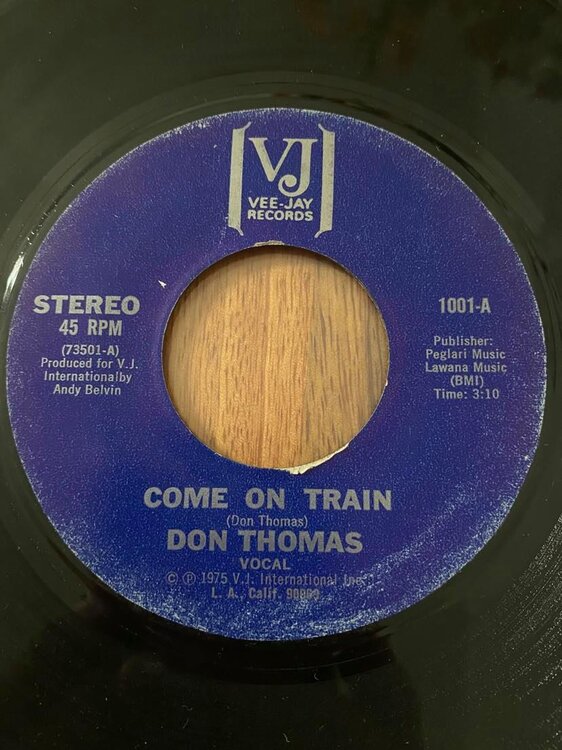 VJ
VEE-JAY
RECORDS
STEREO
45 RPM
(73501-A)
Produced for V.J.
Internationalby
Andy Belvin
1001-A
Publisher:
Peglari Music
Lawana Music
(BMI)
Time: 3:10
COME ON TRAIN
(Don Thomas)
DON THOMAS
VOCAL
© ℗ 1975 V.J. International Inc.
L. A., Calif.